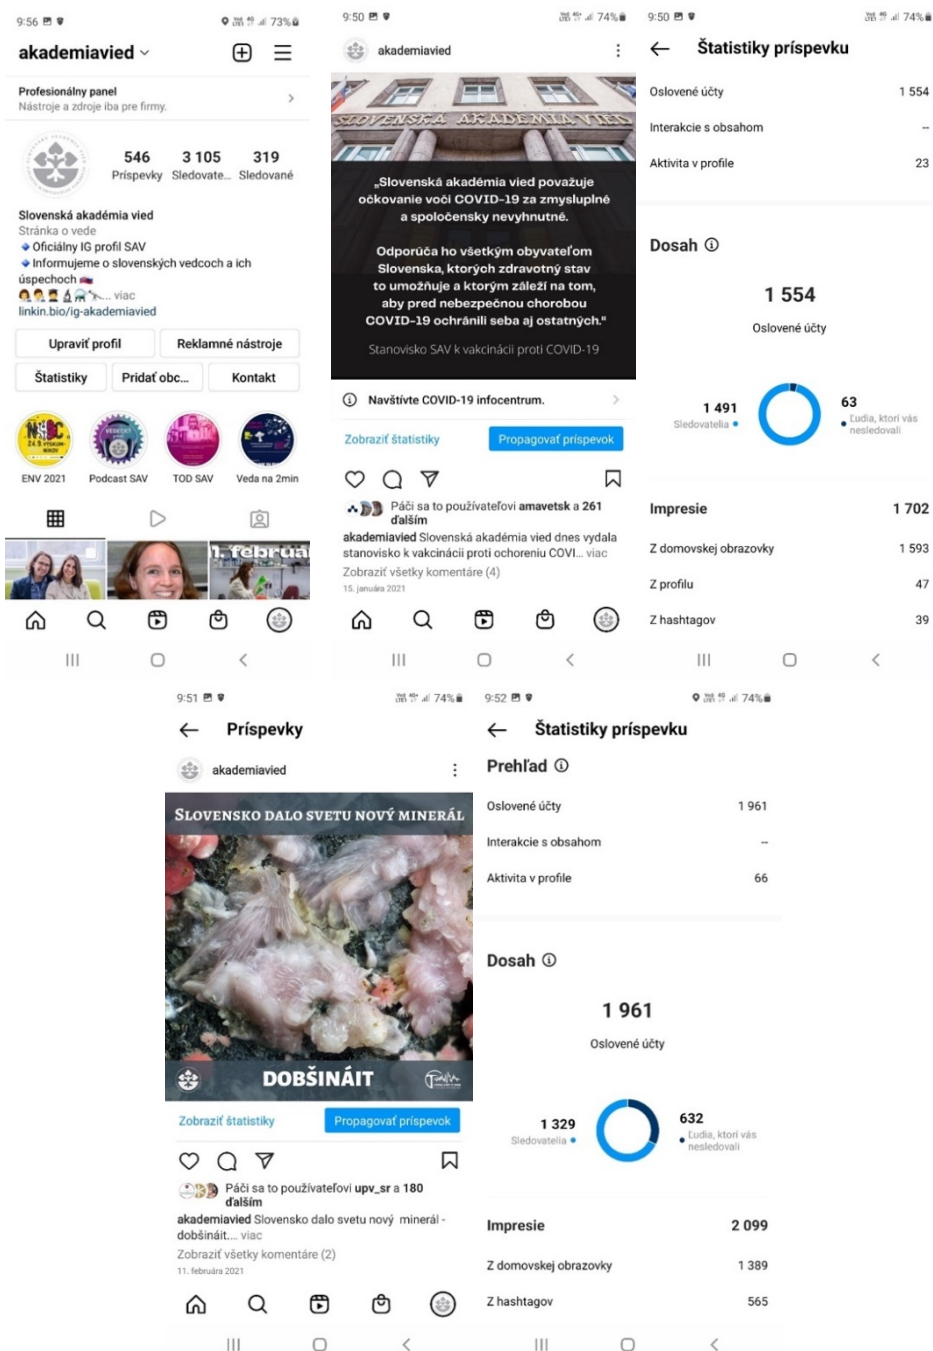 9:56
73%
akademiavied
Profesionálny panel
Nástroje a zdroje iba pre firmy.
546 3 105 319
Príspevky Sledovate... Sledované
Slovenská akadémia vied
Stránka o vede
Oficiálny IG profil SAV
Informujeme o slovenských vedcoch a ich
úspechoch
... viac
linkin.bio/ig-akademiavied
Upraviť profil Reklamné nástroje
Štatistiky Pridať obc... Kontakt
ENV 2021 Podcast SAV TOD SAV Veda na 2min
1. február
9:50
74%
akademiavied
SLOVENSKÁ AKADÉMIA VIED
„Slovenská akadémia vied považuje
očkovanie voči COVID-19 za zmysluplné
a spoločensky nevyhnutné.
Odporúča ho všetkým obyvateľom
Slovenska, ktorých zdravotný stav
to umožňuje a ktorým záleží na tom,
aby pred nebezpečnou chorobou
COVID-19 ochránili seba aj ostatných."
Stanovisko SAV k vakcinácii proti COVID-19
Navštívte COVID-19 infocentrum.
Zobraziť štatistiky Propagovať príspevok
Páči sa to používateľovi amavetsk a 261
ďalším
akademiavied Slovenská akadémia vied dnes vydala
stanovisko k vakcinácii proti ochoreniu COVI... viac
Zobraziť všetky komentáre (4)
15. januára 2021
9:50
74%
Štatistiky príspevku
Oslovené účty 1 554
Interakcie s obsahom --
Aktivita v profile 23
Dosah
1 554
Oslovené účty
1 491
Sledovatelia
63
Ľudia, ktorí vás
nesledovali
Impresie 1 702
Z domovskej obrazovky 1 593
Z profilu 47
Z hashtagov 39
9:51
74%
Príspevky
akademiavied
SLOVENSKO DALO SVETU NOVÝ MINERÁL
DOBŠINÁIT
Zobraziť štatistiky Propagovať príspevok
Páči sa to používateľovi upv_sr a 180
ďalším
akademiavied Slovensko dalo svetu nový minerál -
dobšináit.... viac
Zobraziť všetky komentáre (2)
11. februára 2021
9:52
74%
Štatistiky príspevku
Prehľad
Oslovené účty 1 961
Interakcie s obsahom --
Aktivita v profile 66
Dosah
1 961
Oslovené účty
1 329
Sledovatelia
632
Ľudia, ktorí vás
nesledovali
Impresie 2 099
Z domovskej obrazovky 1 389
Z hashtagov 565